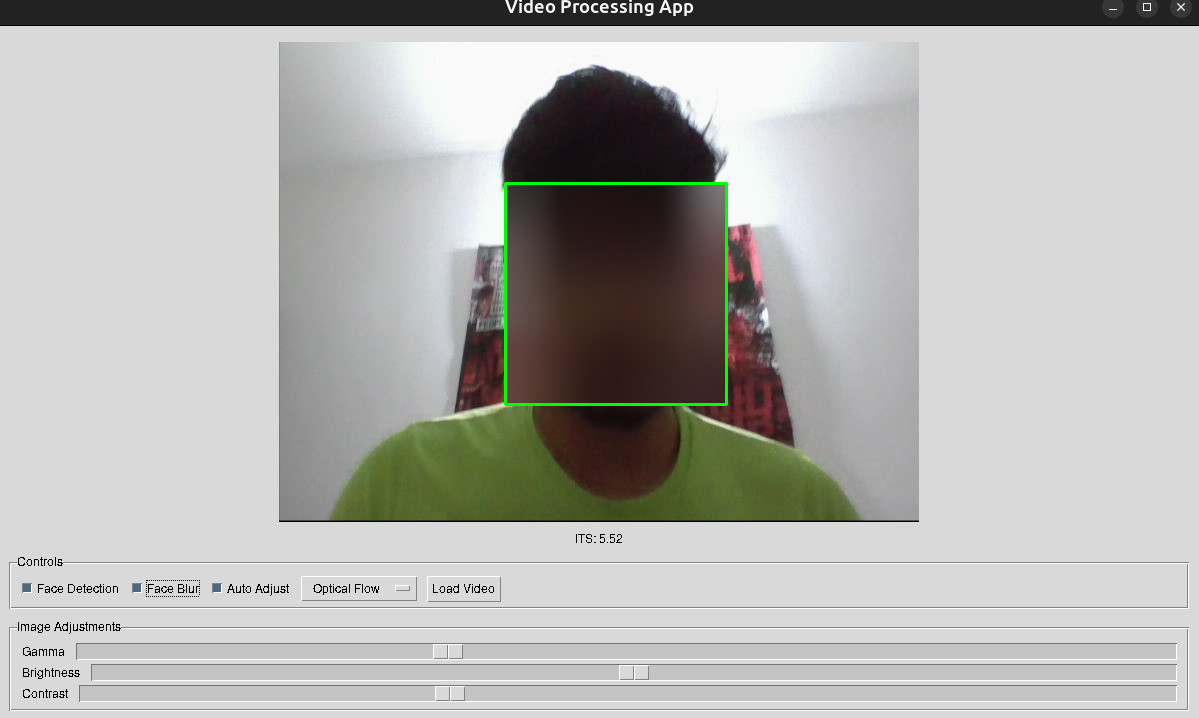 Video Processing App
ITS: 5.52
Controls
Face Detection Face Blur Auto Adjust Optical Flow Load Video
Image Adjustments
Gamma
Brightness
Contrast